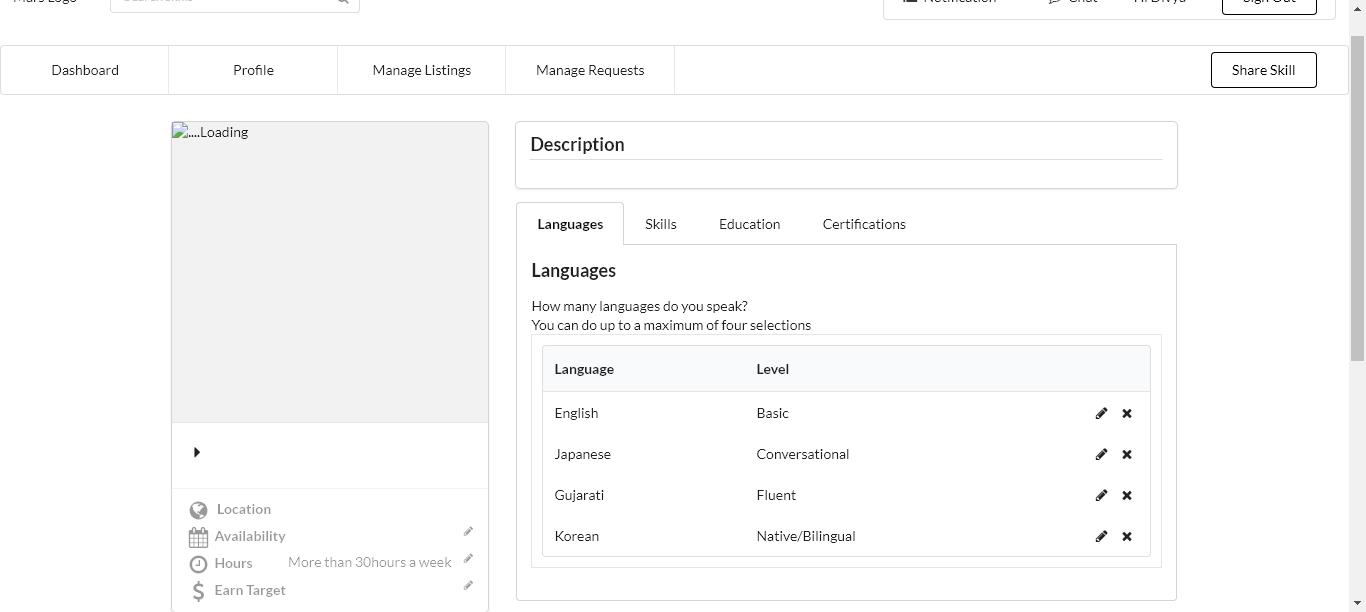 Mars Logo
Notification Chat Hi Divya Sign Out
Dashboard Profile Manage Listings Manage Requests Share Skill
....Loading
Description
Languages Skills Education Certifications
Languages
How many languages do you speak?
You can do up to a maximum of four selections
Language Level
English Basic
Japanese Conversational
Gujarati Fluent
Korean Native/Bilingual
Location
Availability
Hours More than 30hours a week
Earn Target